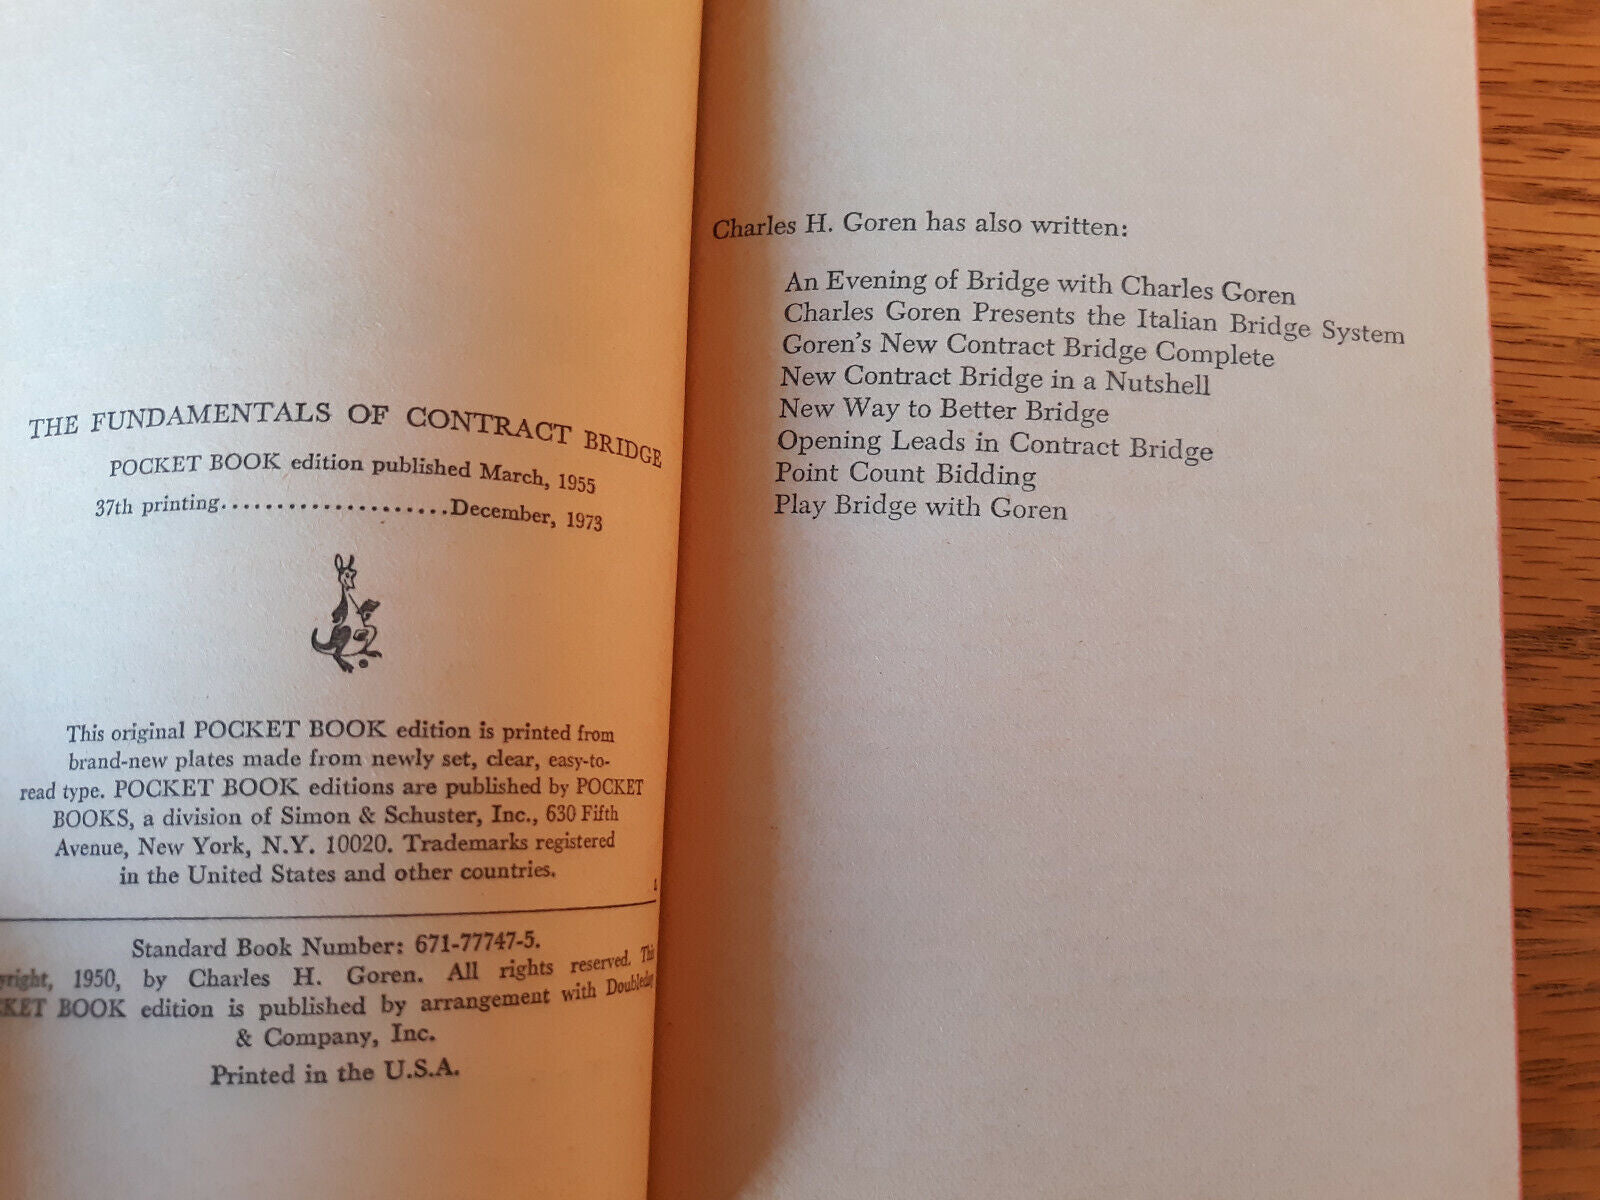 THE FUNDAMENTALS OF CONTRACT BRIDGE
POCKET BOOK edition published March, 1955
37th printing....................December, 1973
This original POCKET BOOK edition is printed from
brand-new plates made from newly set, clear, easy-to-
read type. POCKET BOOK editions are published by POCKET
BOOKS, a division of Simon & Schuster, Inc., 630 Fifth
Avenue, New York, N.Y. 10020. Trademarks registered
in the United States and other countries.
Standard Book Number: 671-77747-5.
yright, 1950, by Charles H. Goren. All rights reserved. This
KET BOOK edition is published by arrangement with Doubleday
& Company, Inc.
Printed in the U.S.A.
Charles H. Goren has also written:
An Evening of Bridge with Charles Goren
Charles Goren Presents the Italian Bridge System
Goren's New Contract Bridge Complete
New Contract Bridge in a Nutshell
New Way to Better Bridge
Opening Leads in Contract Bridge
Point Count Bidding
Play Bridge with Goren